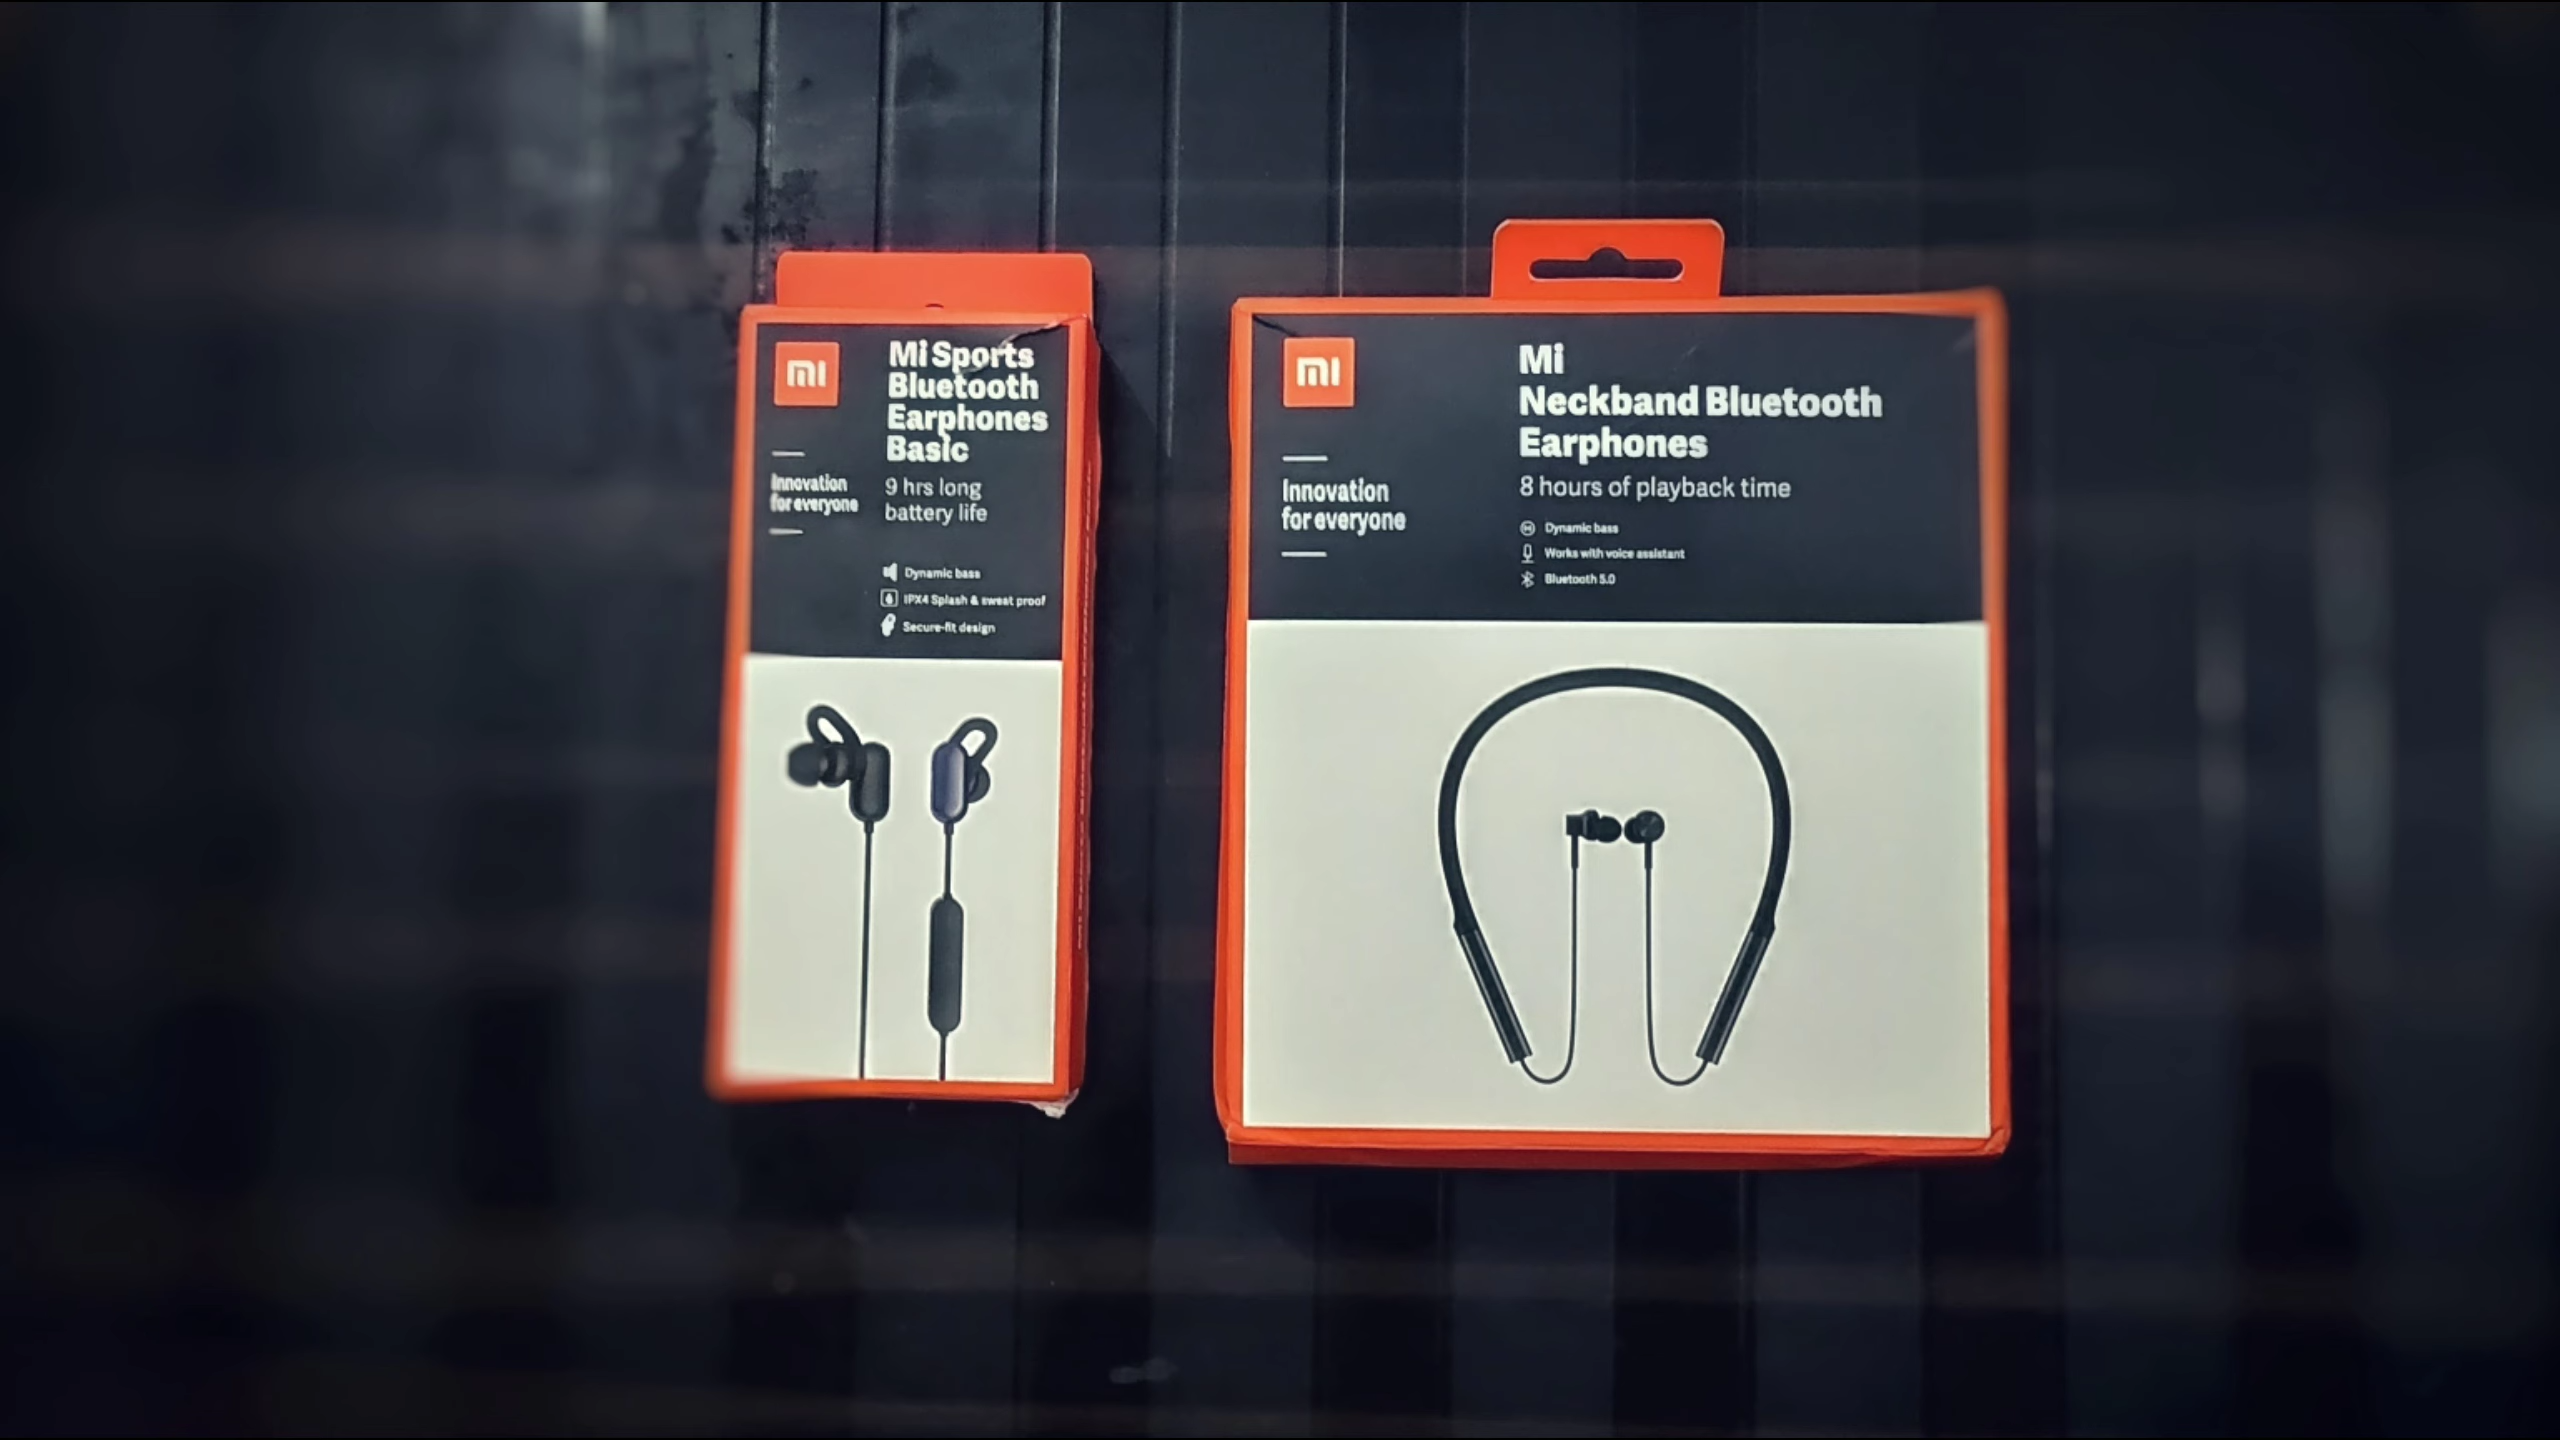 mi
Mi Sports
Bluetooth
Earphones
Basic
Innovation
for everyone
9 hrs long
battery life
Dynamic bass
IPX4 Splash & sweat proof
Secure-fit design
mi
Mi
Neckband Bluetooth
Earphones
Innovation
for everyone
8 hours of playback time
Dynamic bass
Works with voice assistant
Bluetooth 5.0